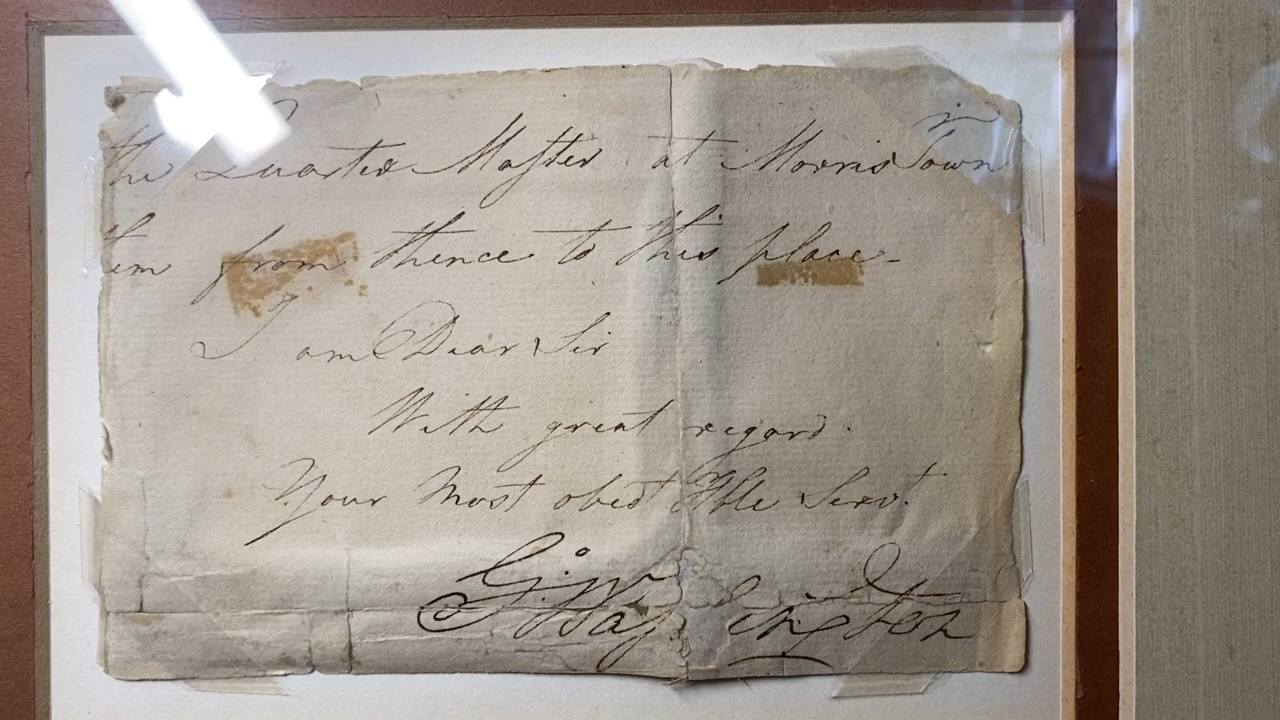 the Quarter Master at Morris Town
them from thence to this place—
I am Dear Sir
With great regard.
Your Most obed Hble Serv.t
G:o Washington